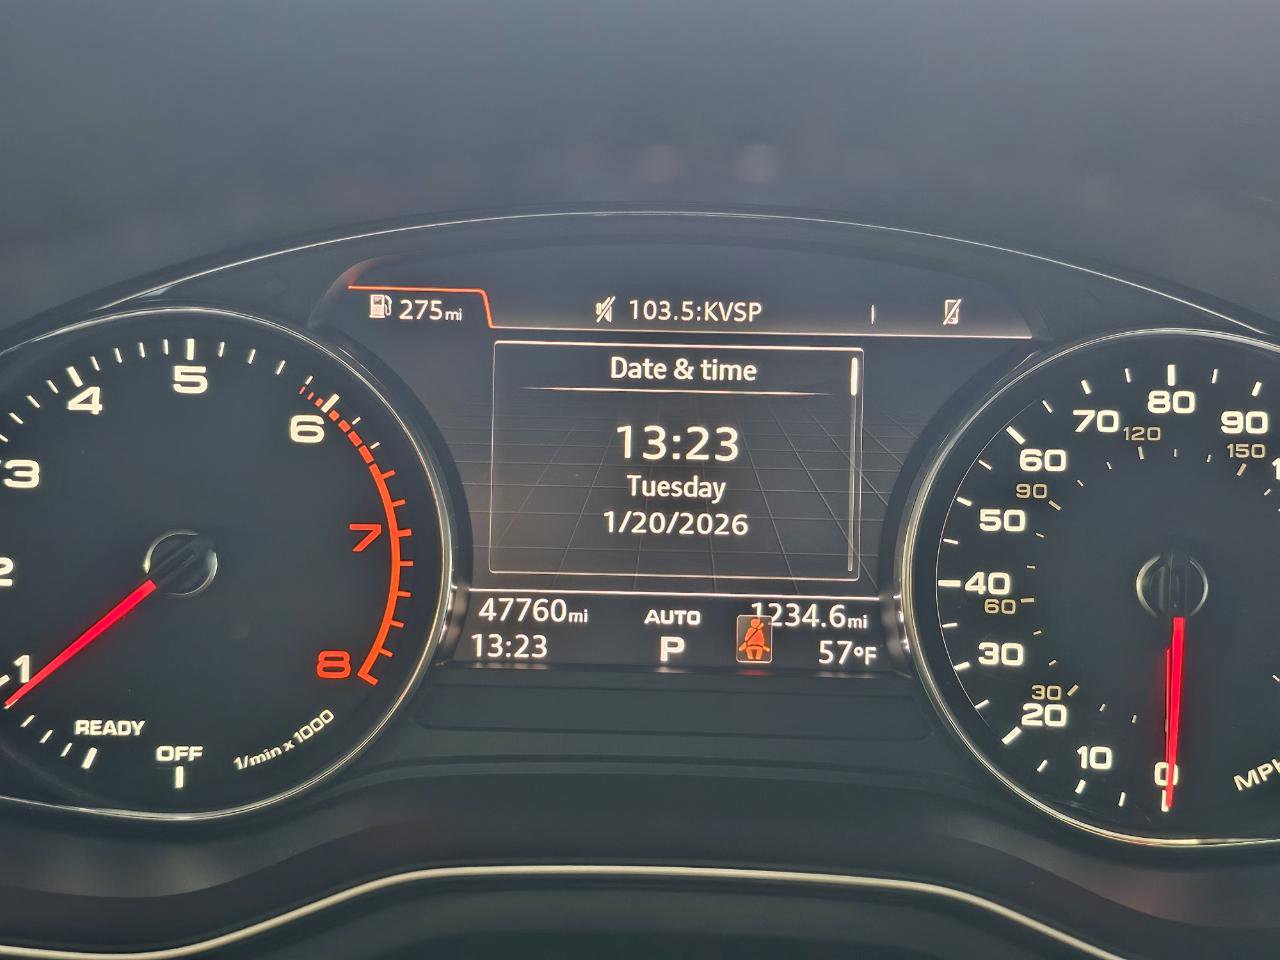 275mi
103.5:KVSP
Date & time
13:23
Tuesday
1/20/2026
47760mi
AUTO
1234.6mi
13:23
P
57°F
1
2
3
4
5
6
7
8
READY
OFF
1/min x 1000
0
10
20
30
40
50
60
70
80
90
30
60
90
120
150
MPH